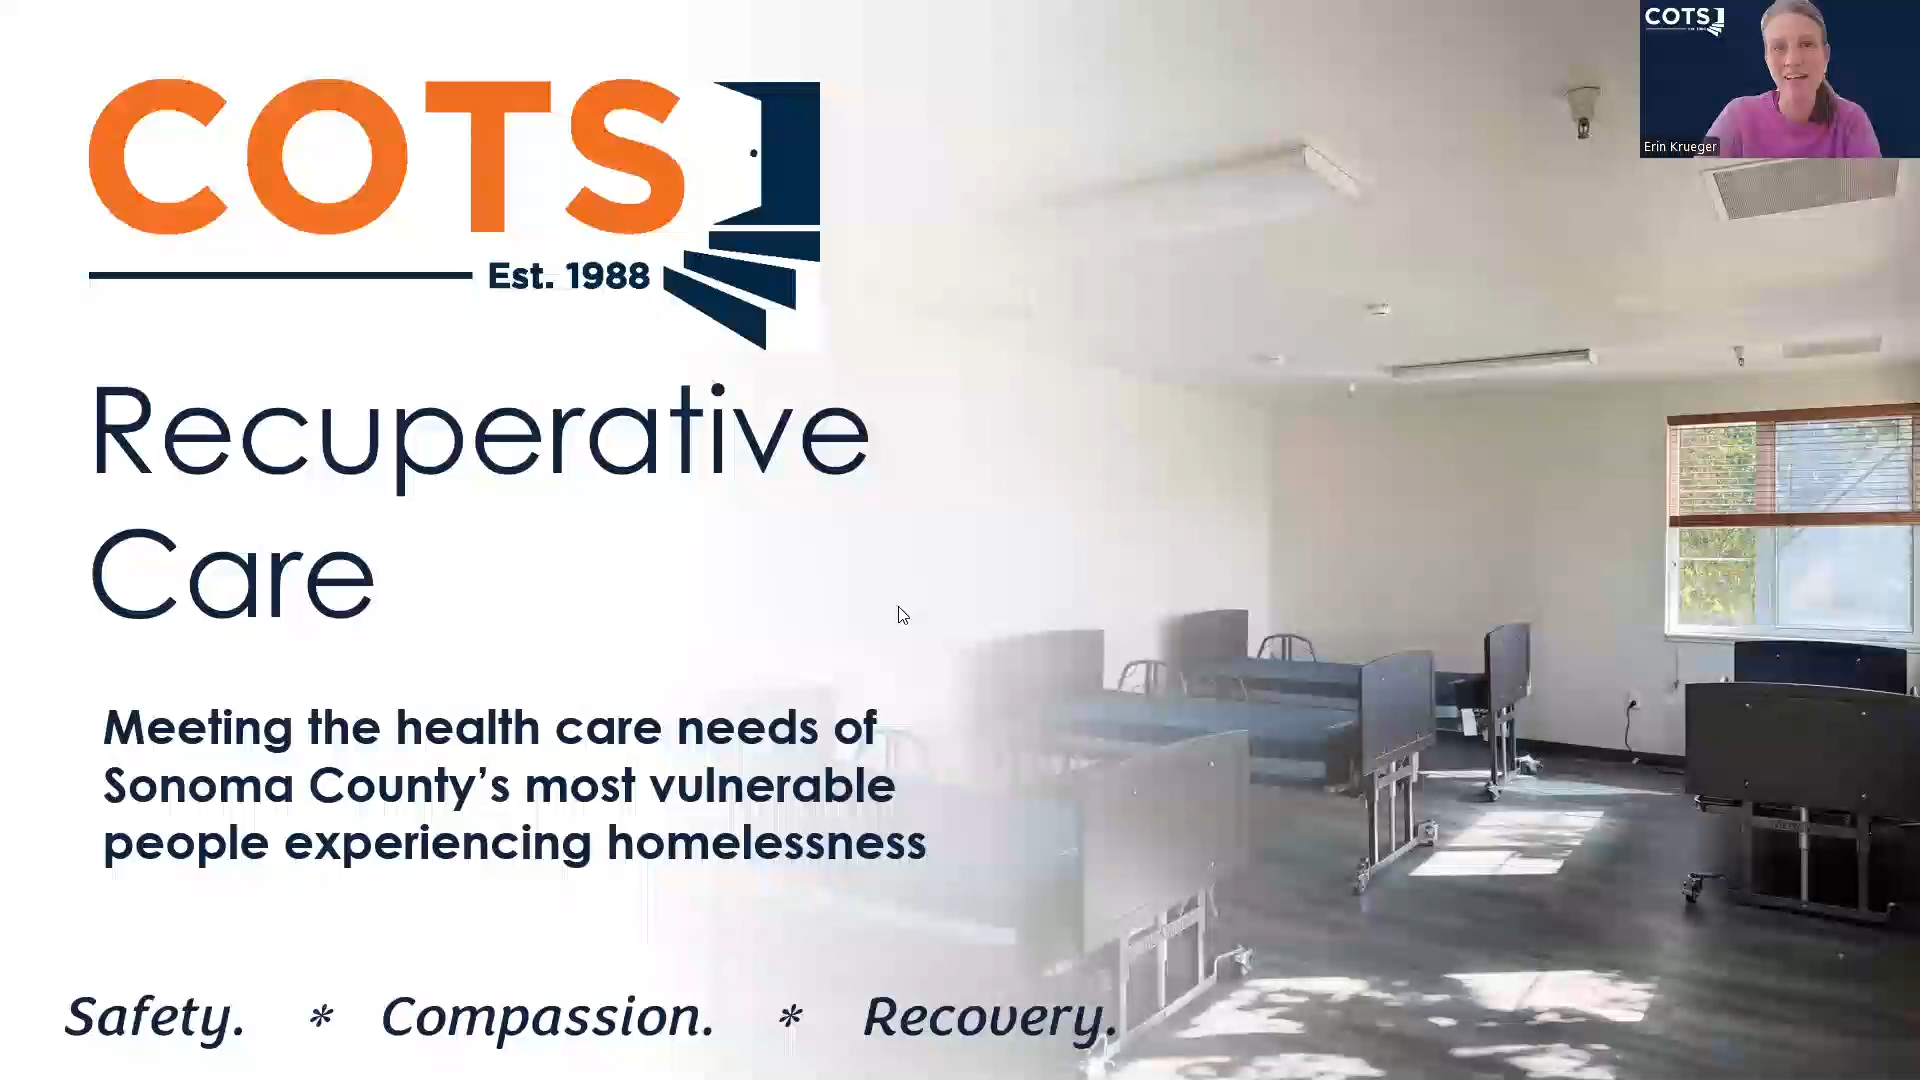 COTS
Est. 1988
Recuperative
Care
Meeting the health care needs of
Sonoma County’s most vulnerable
people experiencing homelessness
Safety. * Compassion. * Recovery.
COTS
Erin Krueger